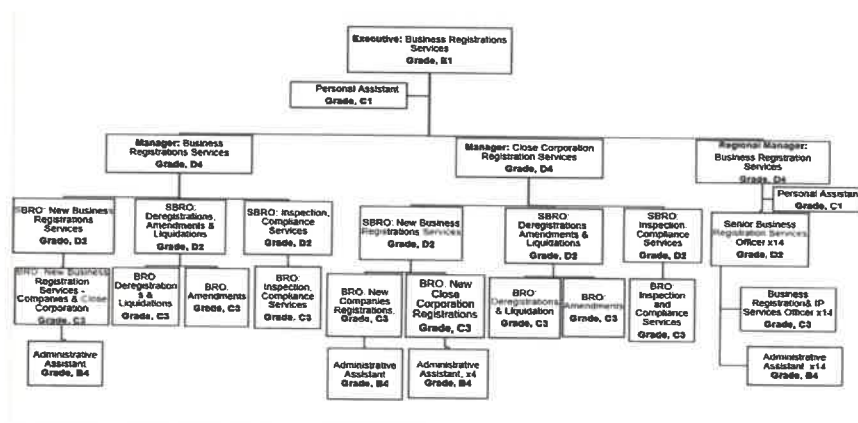 Executive: Business Registrations
Services
Grade, E1
Personal Assistant
Grade, C1
Manager: Business
Registrations Services
Grade, D4
Manager: Close Corporation
Registration Services
Grade, D4
Regional Manager:
Business Registration
Services
Grade, D4
Personal Assistant
Grade, C1
SBRO: New Business
Registrations
Services
Grade, D2
SBRO:
Deregistrations,
Amendments &
Liquidations
Grade, D2
SBRO: Inspection,
Compliance
Services
Grade, D2
SBRO: New Business
Registrations Services,
Grade, D2
SBRO:
Deregistrations
Amendments &
Liquidations
Grade, D2
SBRO:
Inspection,
Compliance
Services
Grade, D2
Senior Business
Registration Services
Officer x14
Grade, D2
BRO: New Business
Registration
Services -
Companies & Close
Corporation
Grade, C3
BRO
Deregistration
s &
Liquidations
Grade, C3
BRO.
Amendments
Grade, C3
BRO:
Inspection,
Compliance
Services
Grade, C3
BRO. New
Companies
Registrations,
Grade, C3
BRO. New
Close
Corporation
Registrations
Grade, C3
BRO:
Deregistrations
& Liquidation
Grade, C3
BRO:
Amendments
Grade, C3
BRO:
Inspection
and
Compliance
Services
Grade, C3
Business
Registration& IP
Services Officer x14
Grade, C3
Administrative
Assistant
Grade, B4
Administrative
Assistant
Grade, B4
Administrative
Assistant, x4
Grade, B4
Administrative
Assistant x14
Grade, B4